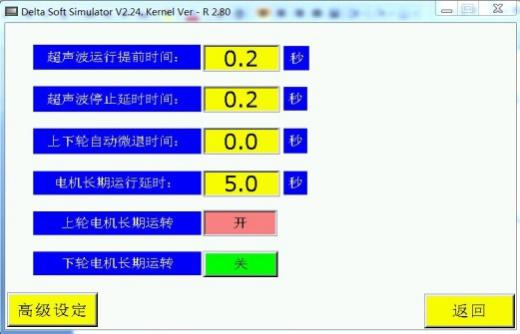 Delta Soft Simulator V2.24, Kernel Ver - R 2.80
超声波运行提前时间： 0.2 秒
超声波停止延时时间： 0.2 秒
上下轮自动微退时间： 0.0 秒
电机长期运行延时： 5.0 秒
上轮电机长期运转 开
下轮电机长期运转 关
高级设定 返回